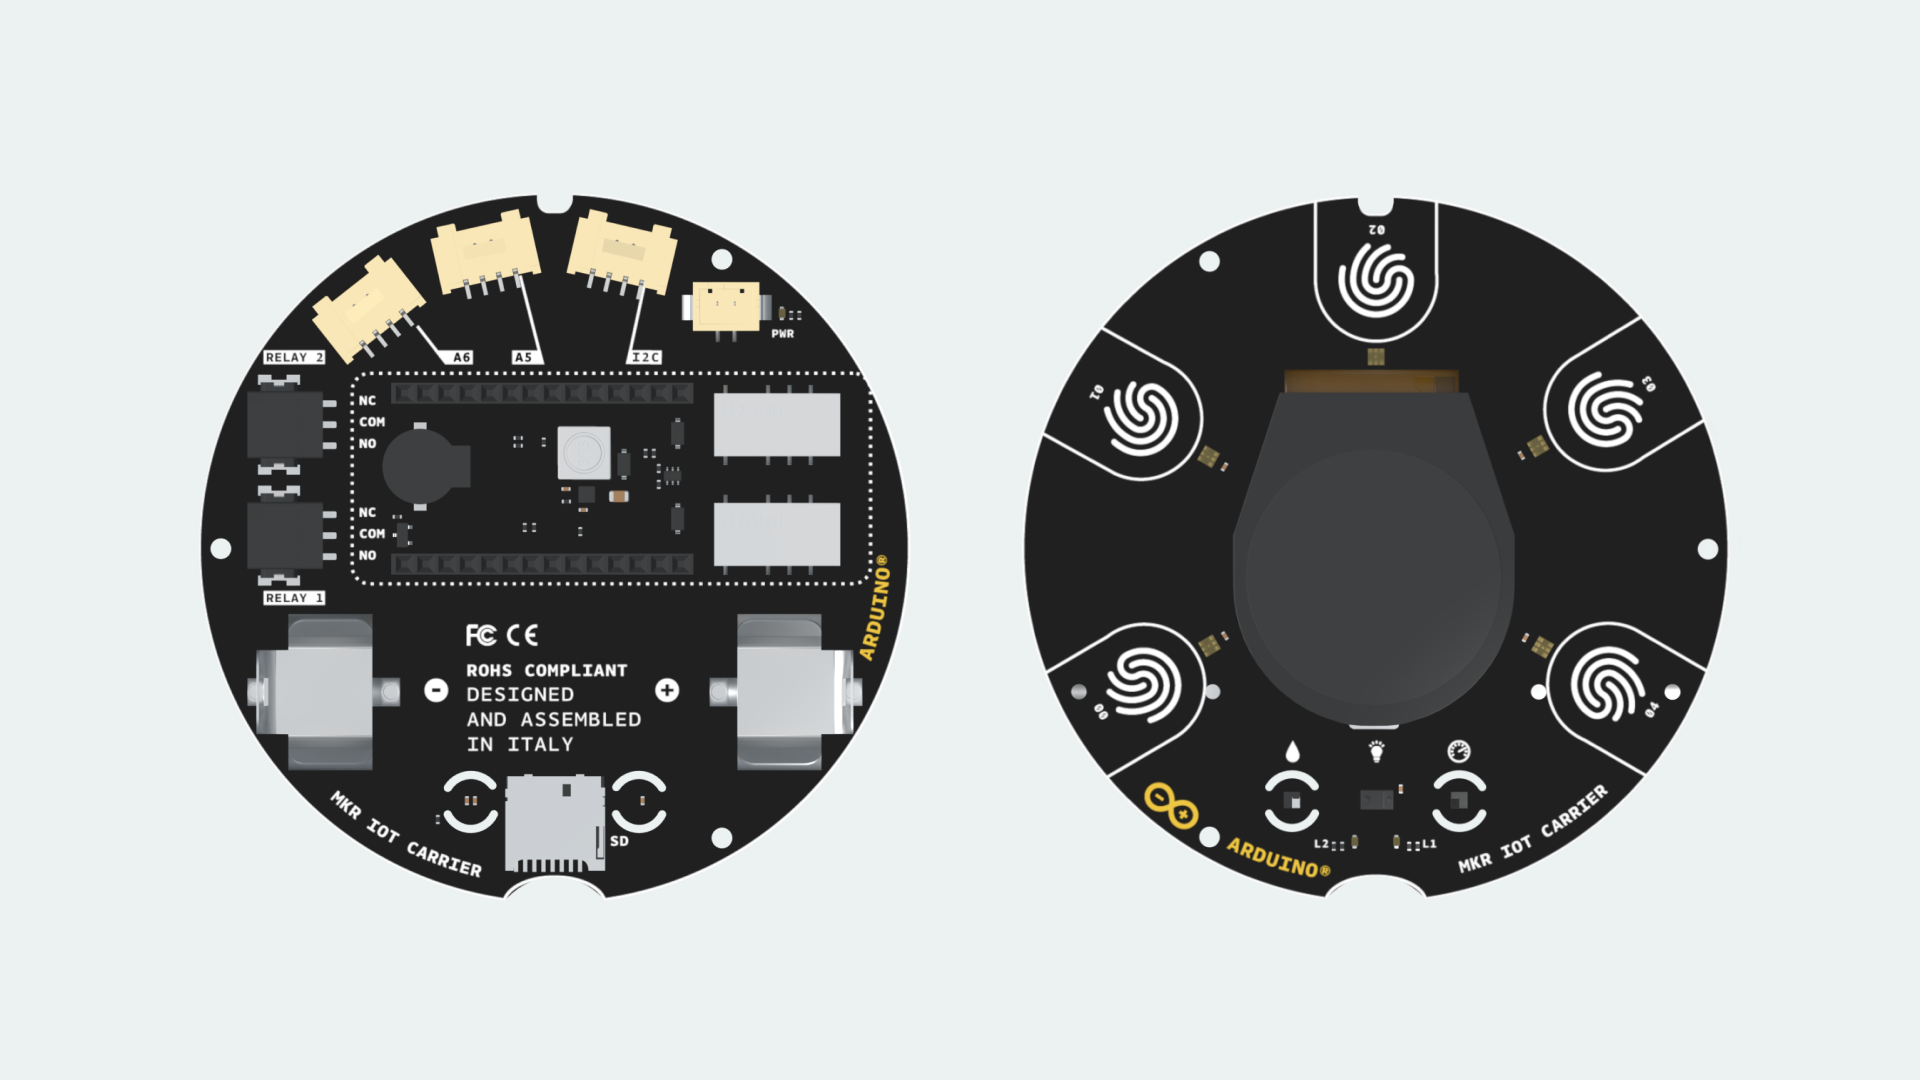 A6
A5
I2C
PWR
RELAY 2
NC
COM
NO
NC
COM
NO
RELAY 1
ARDUINO®
FC CE
ROHS COMPLIANT
DESIGNED
AND ASSEMBLED
IN ITALY
- +
SD
MKR IOT CARRIER
02
01
03
00
04
L2
L1
ARDUINO®
MKR IOT CARRIER